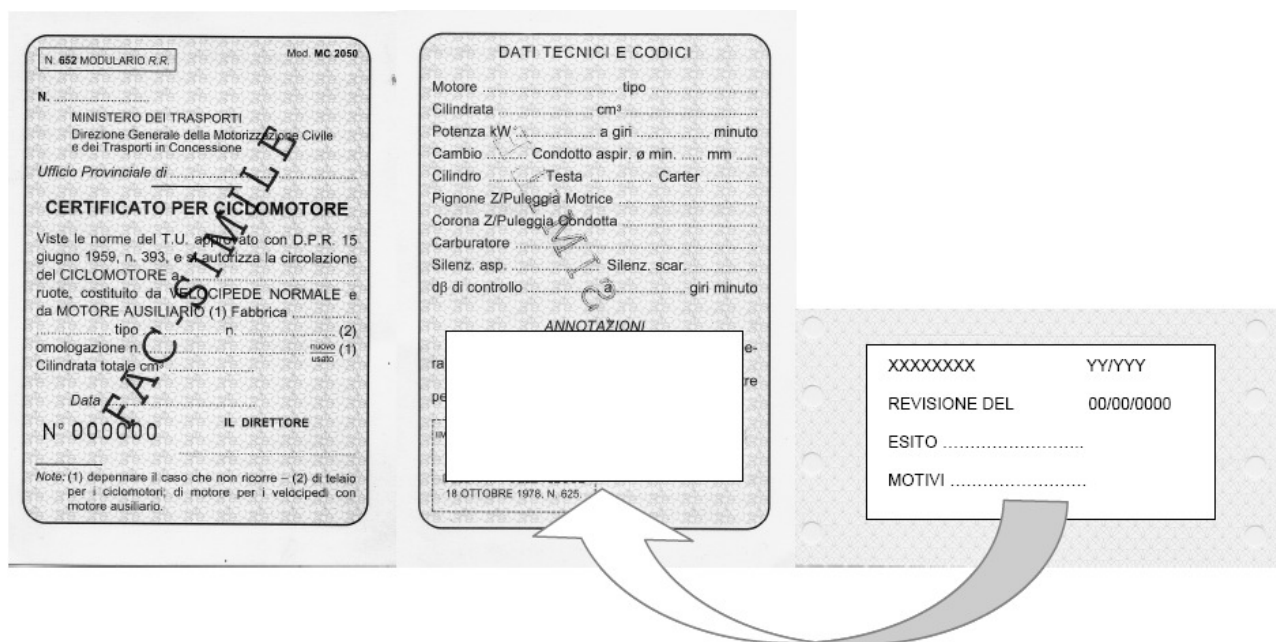 N. 652 MODULARIO R.R.
Mod. MC 2050
N. ........................
MINISTERO DEI TRASPORTI
Direzione Generale della Motorizzazione Civile
e dei Trasporti in Concessione
Ufficio Provinciale di ........................
CERTIFICATO PER CICLOMOTORE
Viste le norme del T.U. approvato con D.P.R. 15
giugno 1959, n. 393, e si autorizza la circolazione
del CICLOMOTORE a ........................
ruote, costituito da VELOCIPEDE NORMALE e
da MOTORE AUSILIARIO (1) Fabbrica ................
................ tipo ................ n. ........................ (2)
omologazione n. ........................ nuovo usato (1)
Cilindrata totale cm³ ........................
Data ........................
N° 000000
IL DIRETTORE
Note: (1) depennare il caso che non ricorre – (2) di telaio
per i ciclomotori; di motore per i velocipedi con
motore ausiliario.
FAC-SIMILE
DATI TECNICI E CODICI
Motore ........................ tipo ........................
Cilindrata ........................ cm³ ........................
Potenza kW ........................ a giri ................ minuto
Cambio ......... Condotto aspir. ø min. ..... mm .....
Cilindro ............ Testa .............. Carter ............
Pignone Z/Puleggia Motrice ........................
Corona Z/Puleggia Condotta ........................
Carburatore ........................
Silenz. asp. ................ Silenz. scar. ................
dβ di controllo ................ a ................ giri minuto
ANNOTAZIONI
e-
ra
tre
pe
18 OTTOBRE 1978, N. 625.
XXXXXXXX YY/YYY
REVISIONE DEL 00/00/0000
ESITO ..........................
MOTIVI .........................